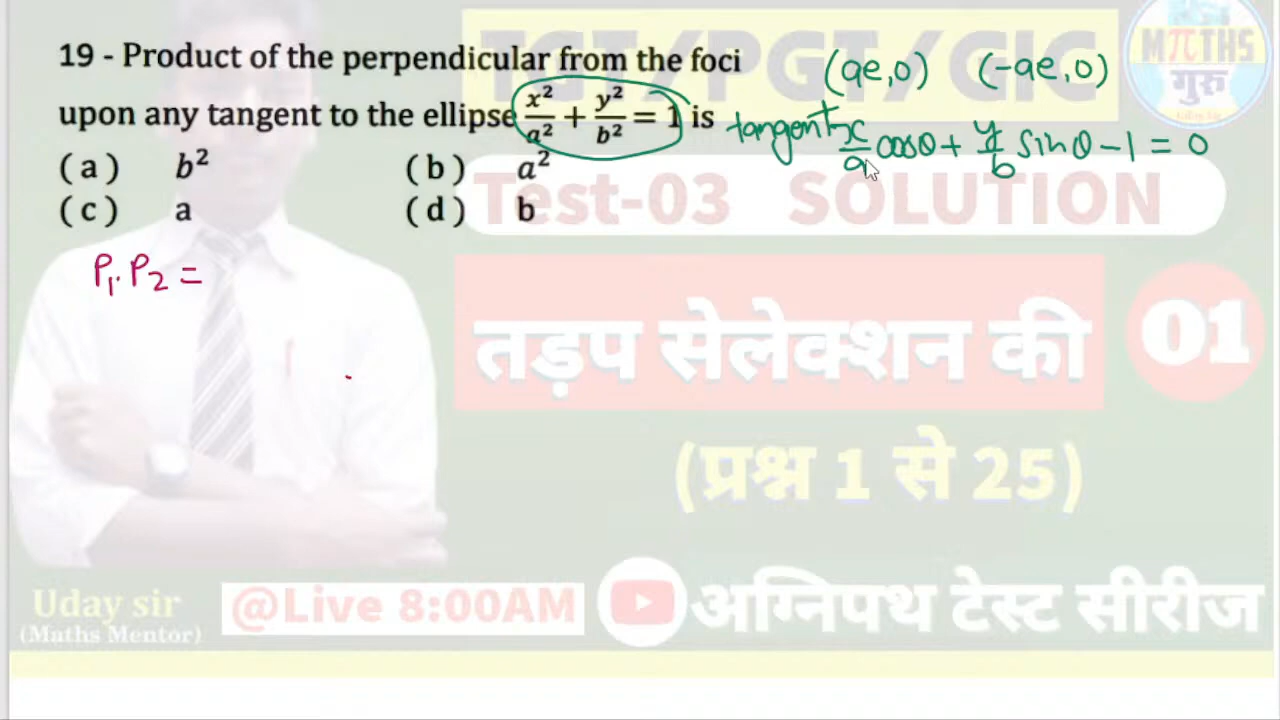 TGT/PGT/GIC
MπTHS
गुरु
Uday Sir
19 - Product of the perpendicular from the foci
(ae,0) (-ae,0)
upon any tangent to the ellipse x²/a² + y²/b² = 1 is
tangent x/a cosθ + y/b sinθ - 1 = 0
(a) b² (b) a²
(c) a (d) b
Test-03 SOLUTION
P₁.P₂ =
तड़प सेलेक्शन की 01
(प्रश्न 1 से 25)
Uday sir
(Maths Mentor)
@Live 8:00AM
अग्निपथ टेस्ट सीरीज